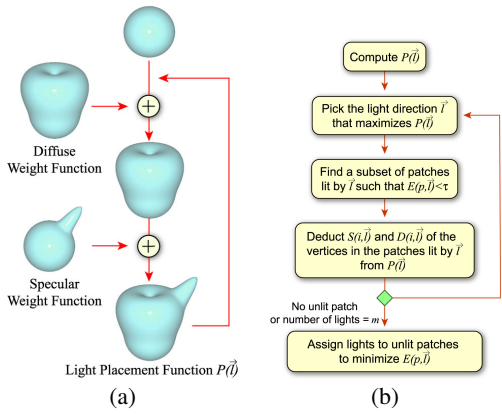 +
Diffuse
Weight Function
+
Specular
Weight Function
Light Placement Function P(l⃗)
(a)
Compute P(l⃗)
Pick the light direction l⃗
that maximizes P(l⃗)
Find a subset of patches
lit by l⃗ such that E(p,l⃗)<τ
Deduct S(i,l⃗) and D(i,l⃗) of the
vertices in the patches lit by l⃗
from P(l⃗)
No unlit patch
or number of lights = m
Assign lights to unlit patches
to minimize E(p,l⃗)
(b)